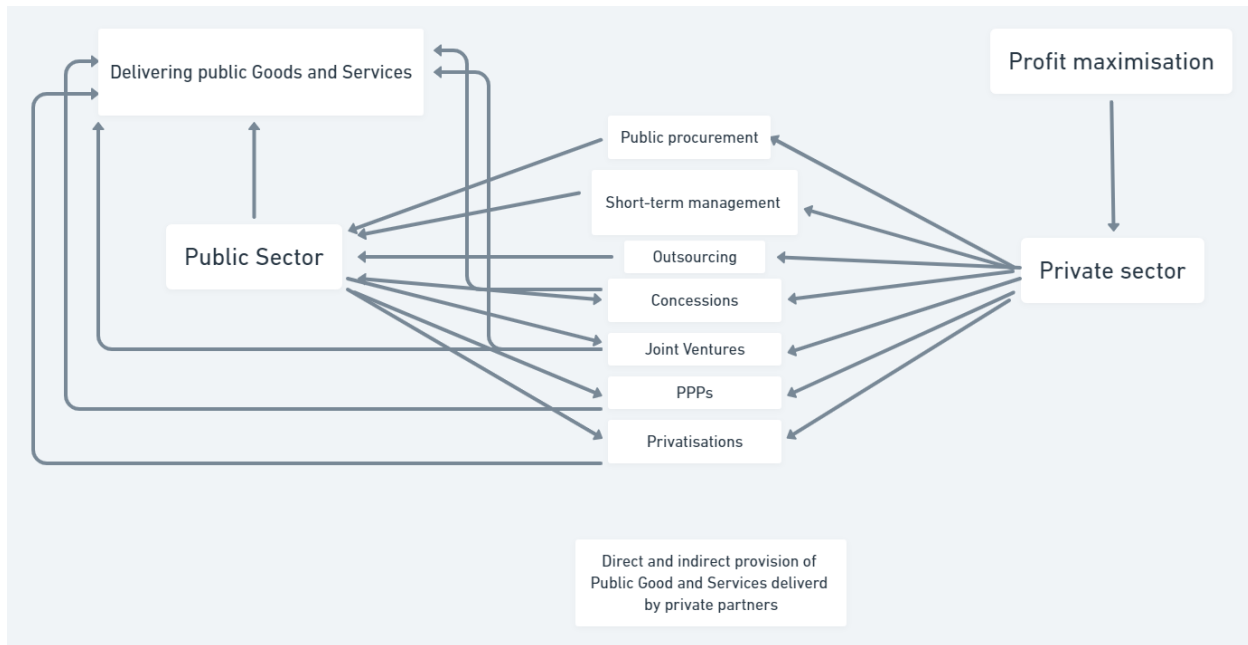 Delivering public Goods and Services
Profit maximisation
Public procurement
Short-term management
Public Sector
Outsourcing
Private sector
Concessions
Joint Ventures
PPPs
Privatisations
Direct and indirect provision of
Public Good and Services deliverd
by private partners